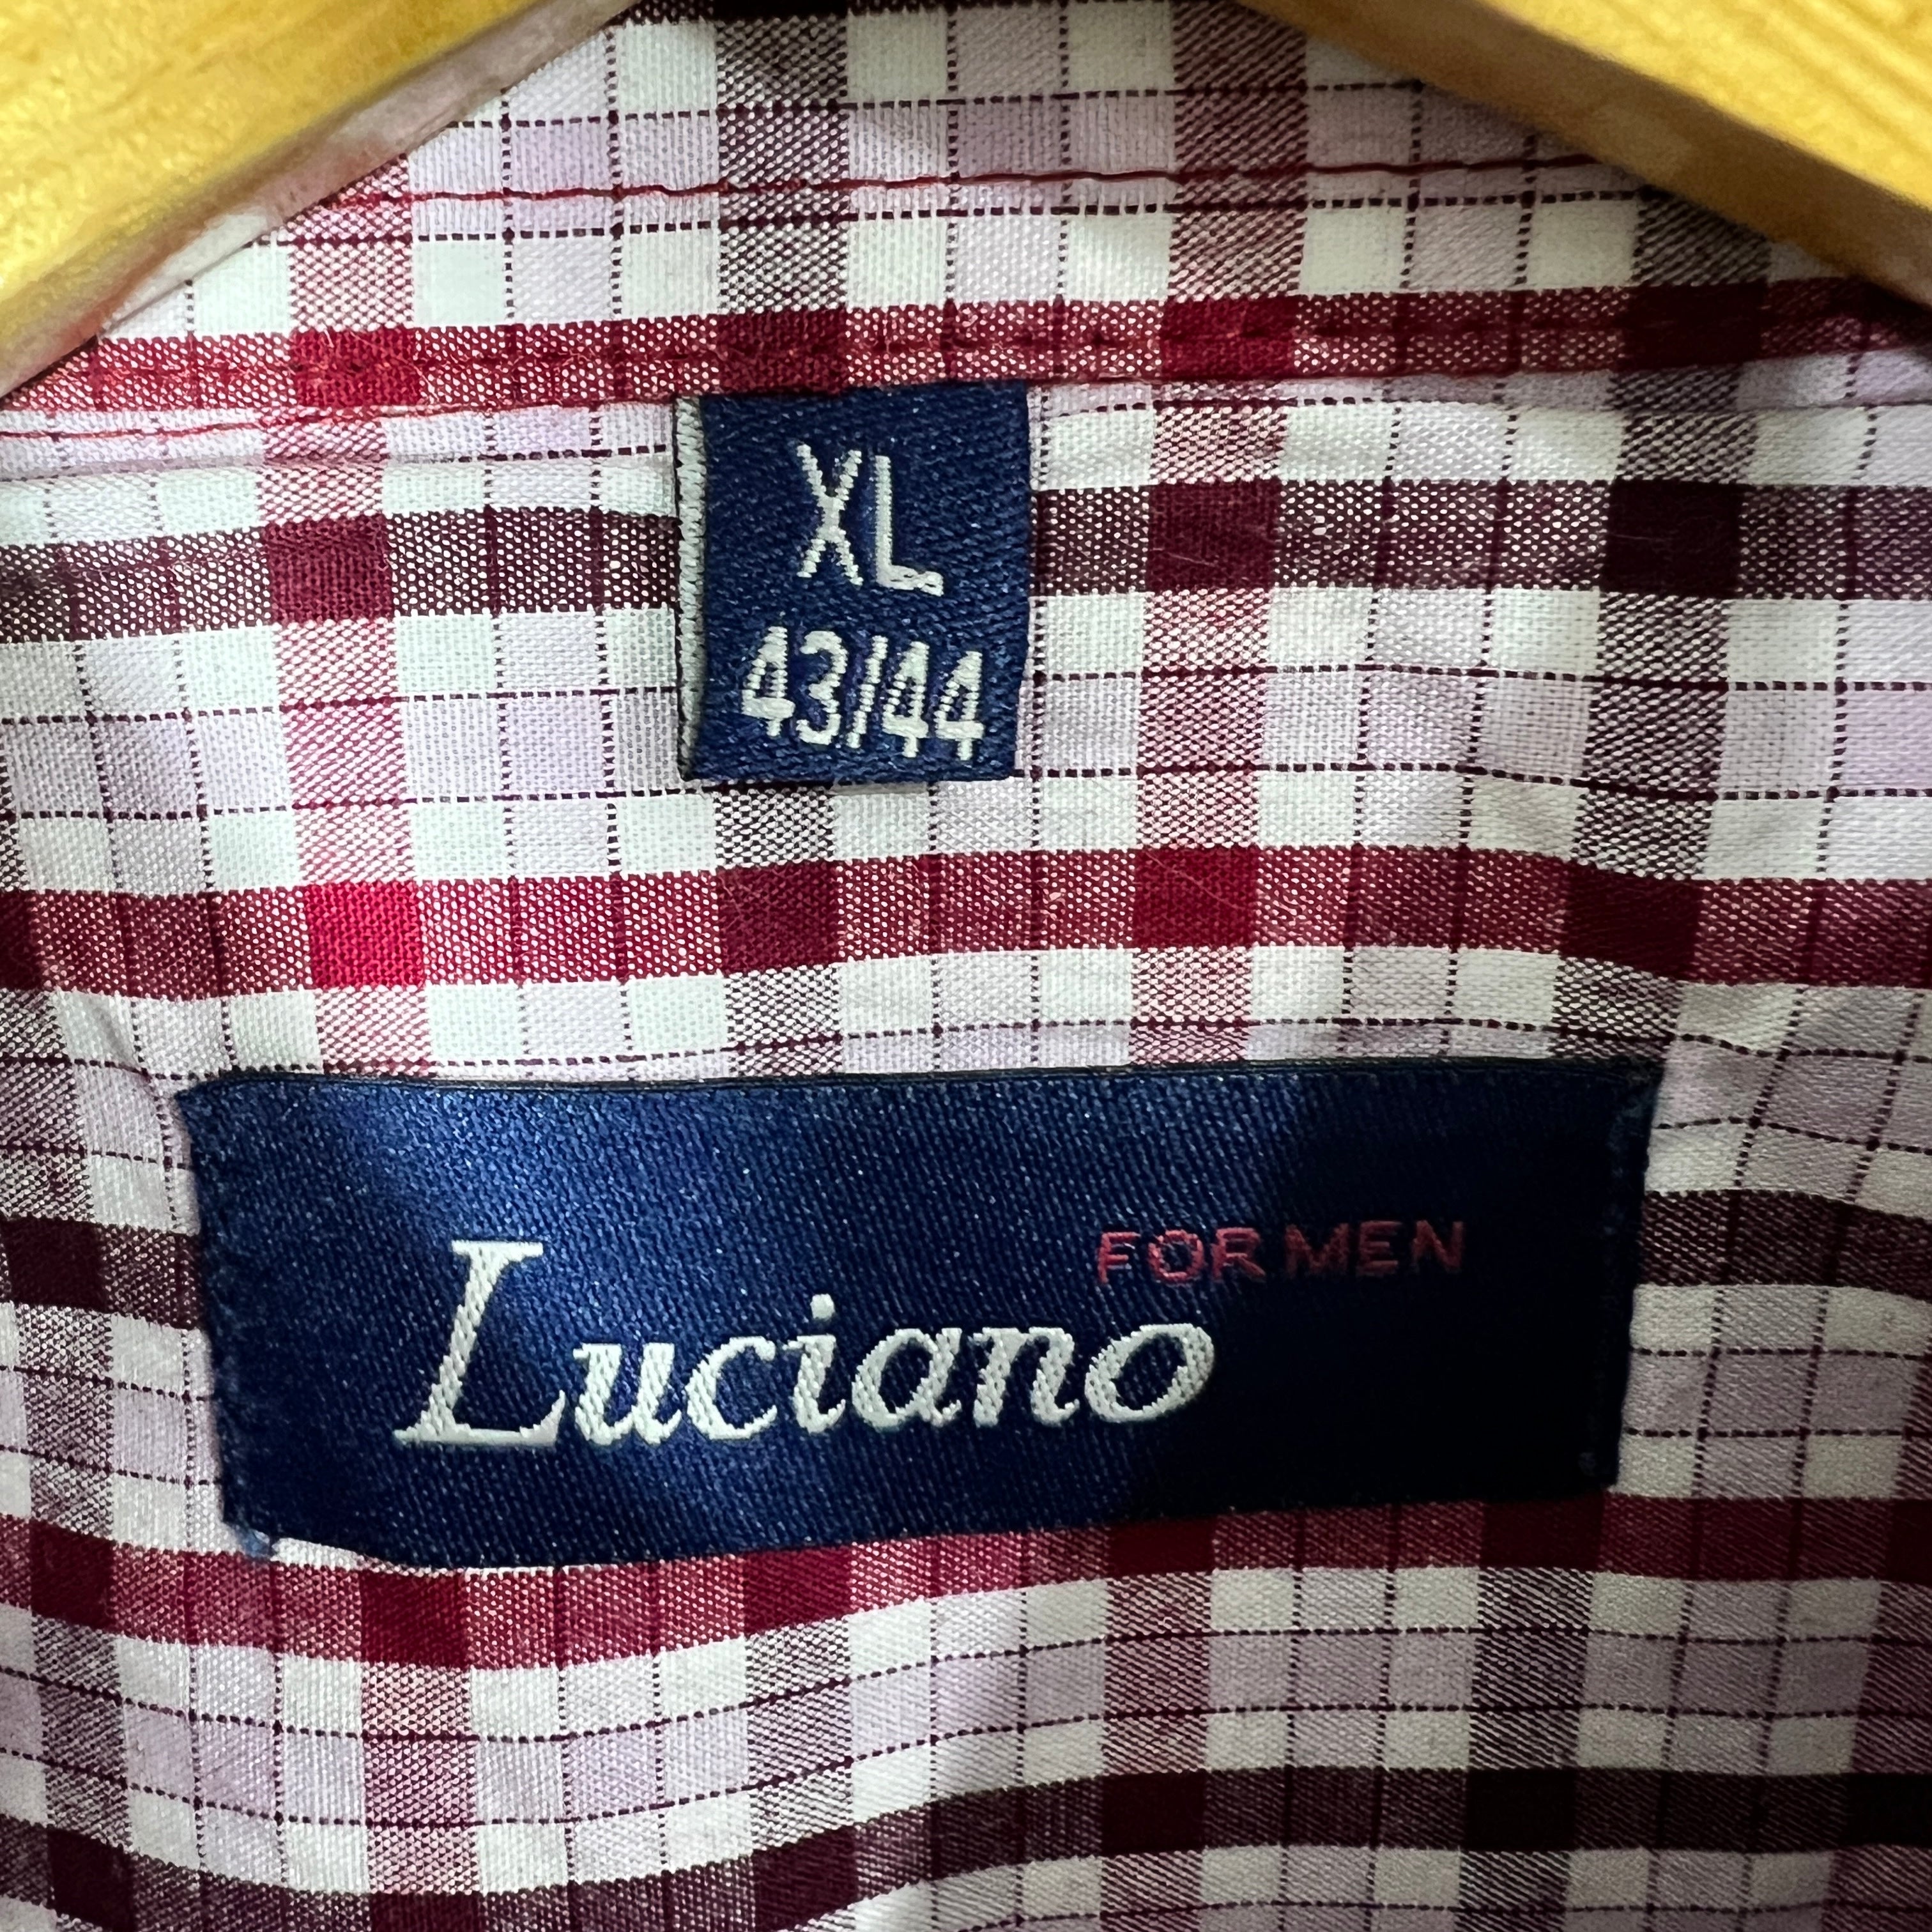 XL
43/44
FOR MEN
Luciano